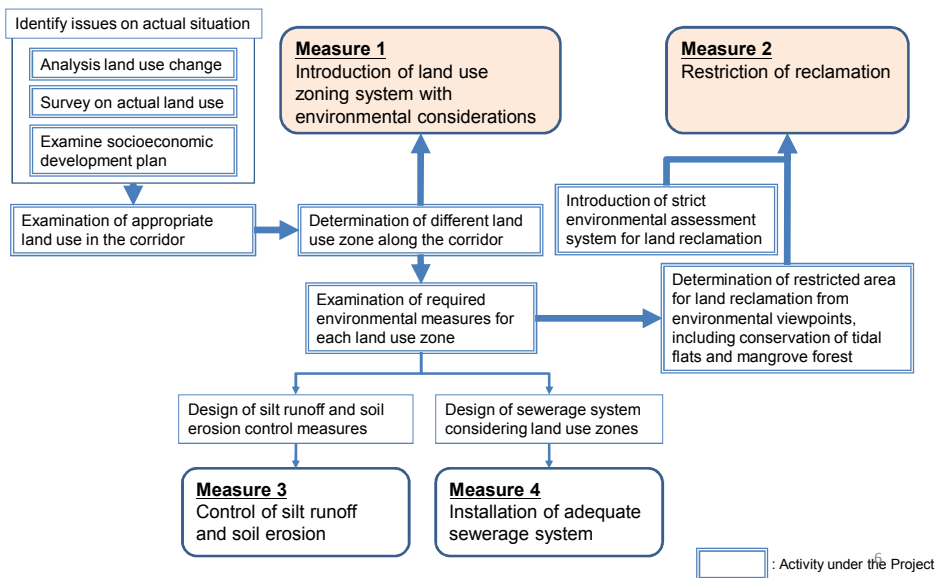 Identify issues on actual situation
Analysis land use change
Survey on actual land use
Examine socioeconomic
development plan
Measure 1
Introduction of land use
zoning system with
environmental considerations
Measure 2
Restriction of reclamation
Examination of appropriate
land use in the corridor
Determination of different land
use zone along the corridor
Introduction of strict
environmental assessment
system for land reclamation
Examination of required
environmental measures for
each land use zone
Determination of restricted area
for land reclamation from
environmental viewpoints,
including conservation of tidal
flats and mangrove forest
Design of silt runoff and soil
erosion control measures
Design of sewerage system
considering land use zones
Measure 3
Control of silt runoff
and soil erosion
Measure 4
Installation of adequate
sewerage system
: Activity under the Project
6